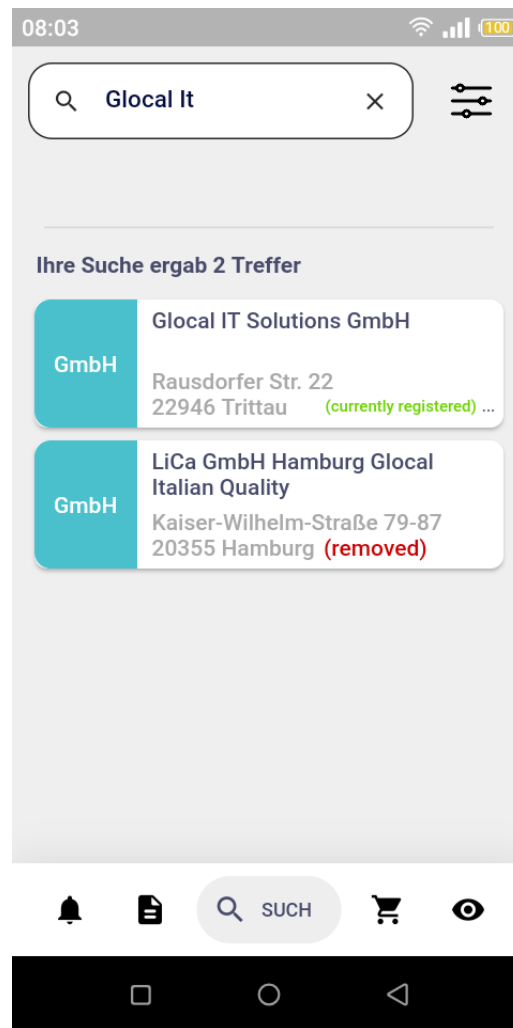 08:03
100
Glocal It
Ihre Suche ergab 2 Treffer
GmbH
Glocal IT Solutions GmbH
Rausdorfer Str. 22
22946 Trittau (currently registered) ...
GmbH
LiCa GmbH Hamburg Glocal
Italian Quality
Kaiser-Wilhelm-Straße 79-87
20355 Hamburg (removed)
SUCH